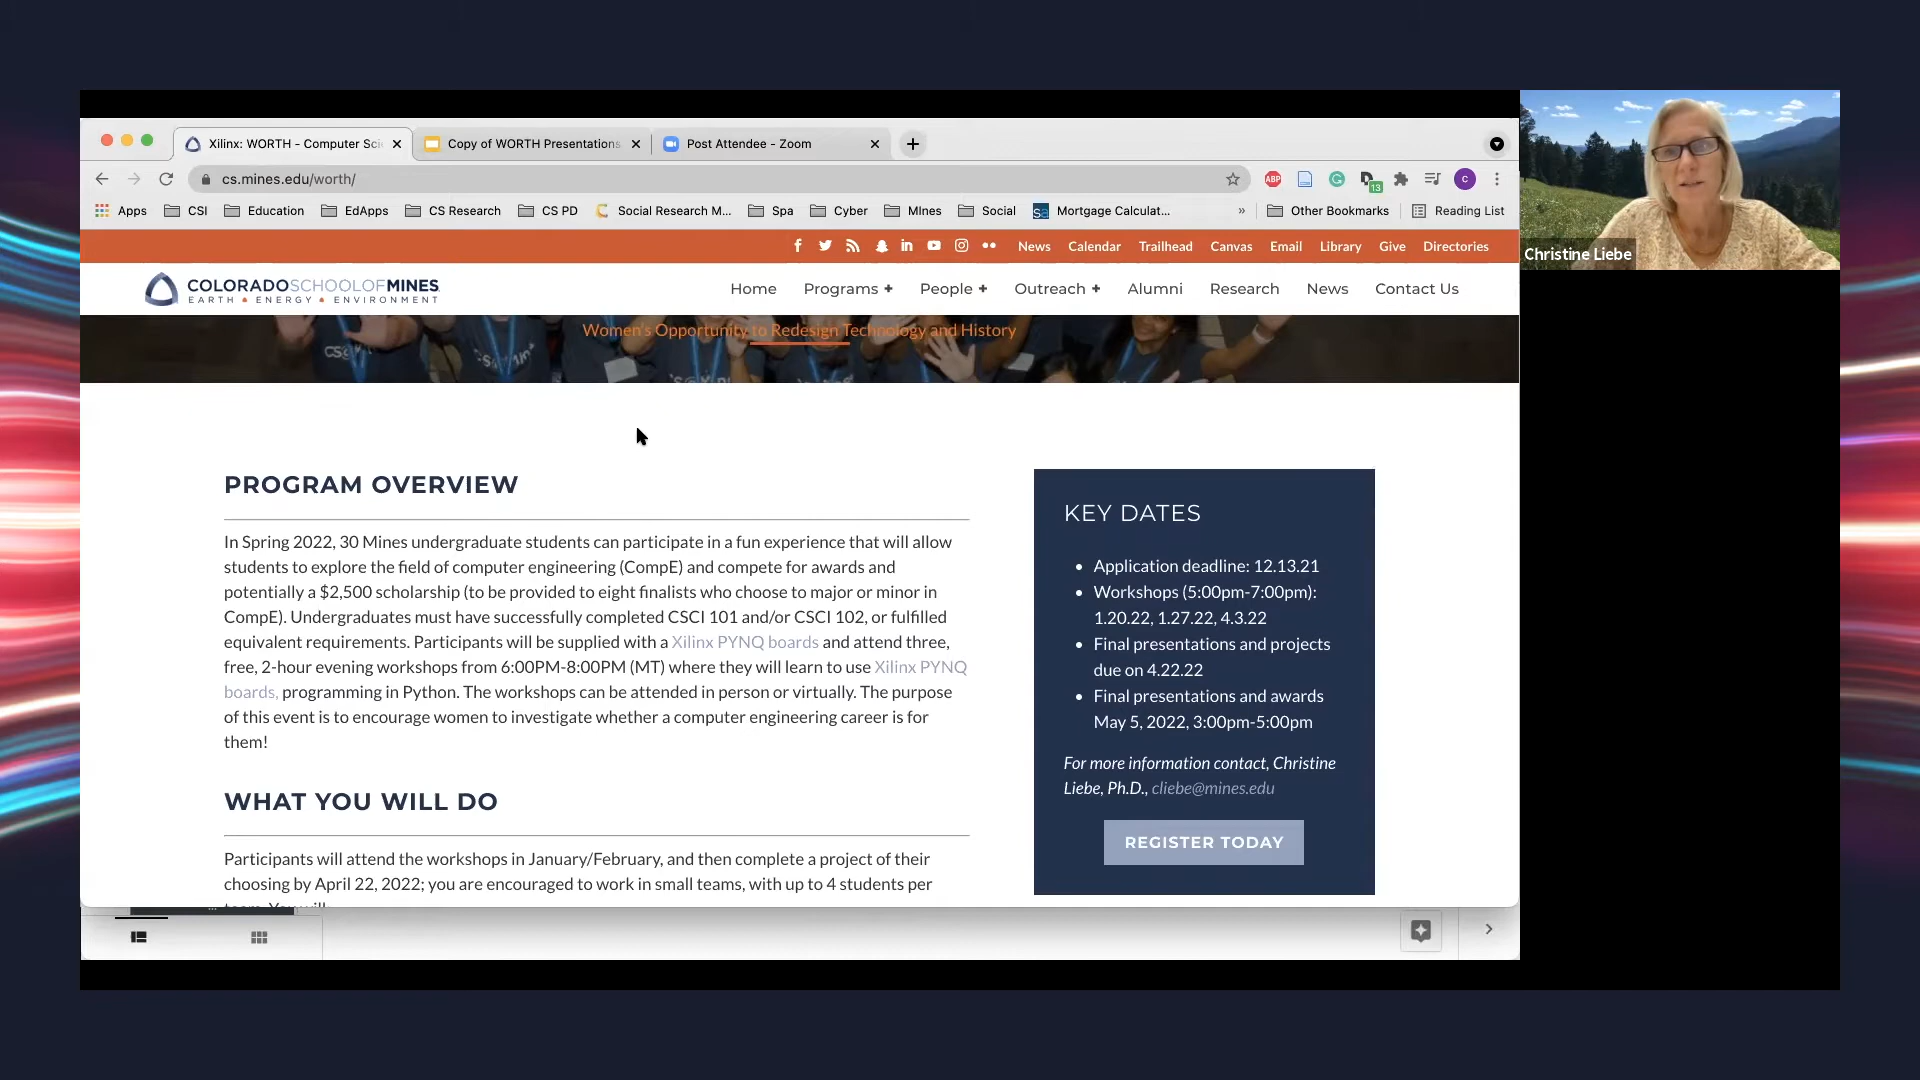 Xilinx: WORTH - Computer Sci
Copy of WORTH Presentations
Post Attendee - Zoom
cs.mines.edu/worth/
ABP
13
C
Apps
CSI
Education
EdApps
CS Research
CS PD
Social Research M...
Spa
Cyber
MInes
Social
sa
Mortgage Calculat...
»
Other Bookmarks
Reading List
News
Calendar
Trailhead
Canvas
Email
Library
Give
Directories
COLORADOSCHOOLOFMINES
EARTH • ENERGY • ENVIRONMENT
Home
Programs +
People +
Outreach +
Alumni
Research
News
Contact Us
Women's Opportunity to Redesign Technology and History
PROGRAM OVERVIEW
In Spring 2022, 30 Mines undergraduate students can participate in a fun experience that will allow
students to explore the field of computer engineering (CompE) and compete for awards and
potentially a $2,500 scholarship (to be provided to eight finalists who choose to major or minor in
CompE). Undergraduates must have successfully completed CSCI 101 and/or CSCI 102, or fulfilled
equivalent requirements. Participants will be supplied with a Xilinx PYNQ boards and attend three,
free, 2-hour evening workshops from 6:00PM-8:00PM (MT) where they will learn to use Xilinx PYNQ
boards, programming in Python. The workshops can be attended in person or virtually. The purpose
of this event is to encourage women to investigate whether a computer engineering career is for
them!
WHAT YOU WILL DO
Participants will attend the workshops in January/February, and then complete a project of their
choosing by April 22, 2022; you are encouraged to work in small teams, with up to 4 students per
team. You will
KEY DATES
• Application deadline: 12.13.21
• Workshops (5:00pm-7:00pm):
1.20.22, 1.27.22, 4.3.22
• Final presentations and projects
due on 4.22.22
• Final presentations and awards
May 5, 2022, 3:00pm-5:00pm
For more information contact, Christine
Liebe, Ph.D., cliebe@mines.edu
REGISTER TODAY
Christine Liebe